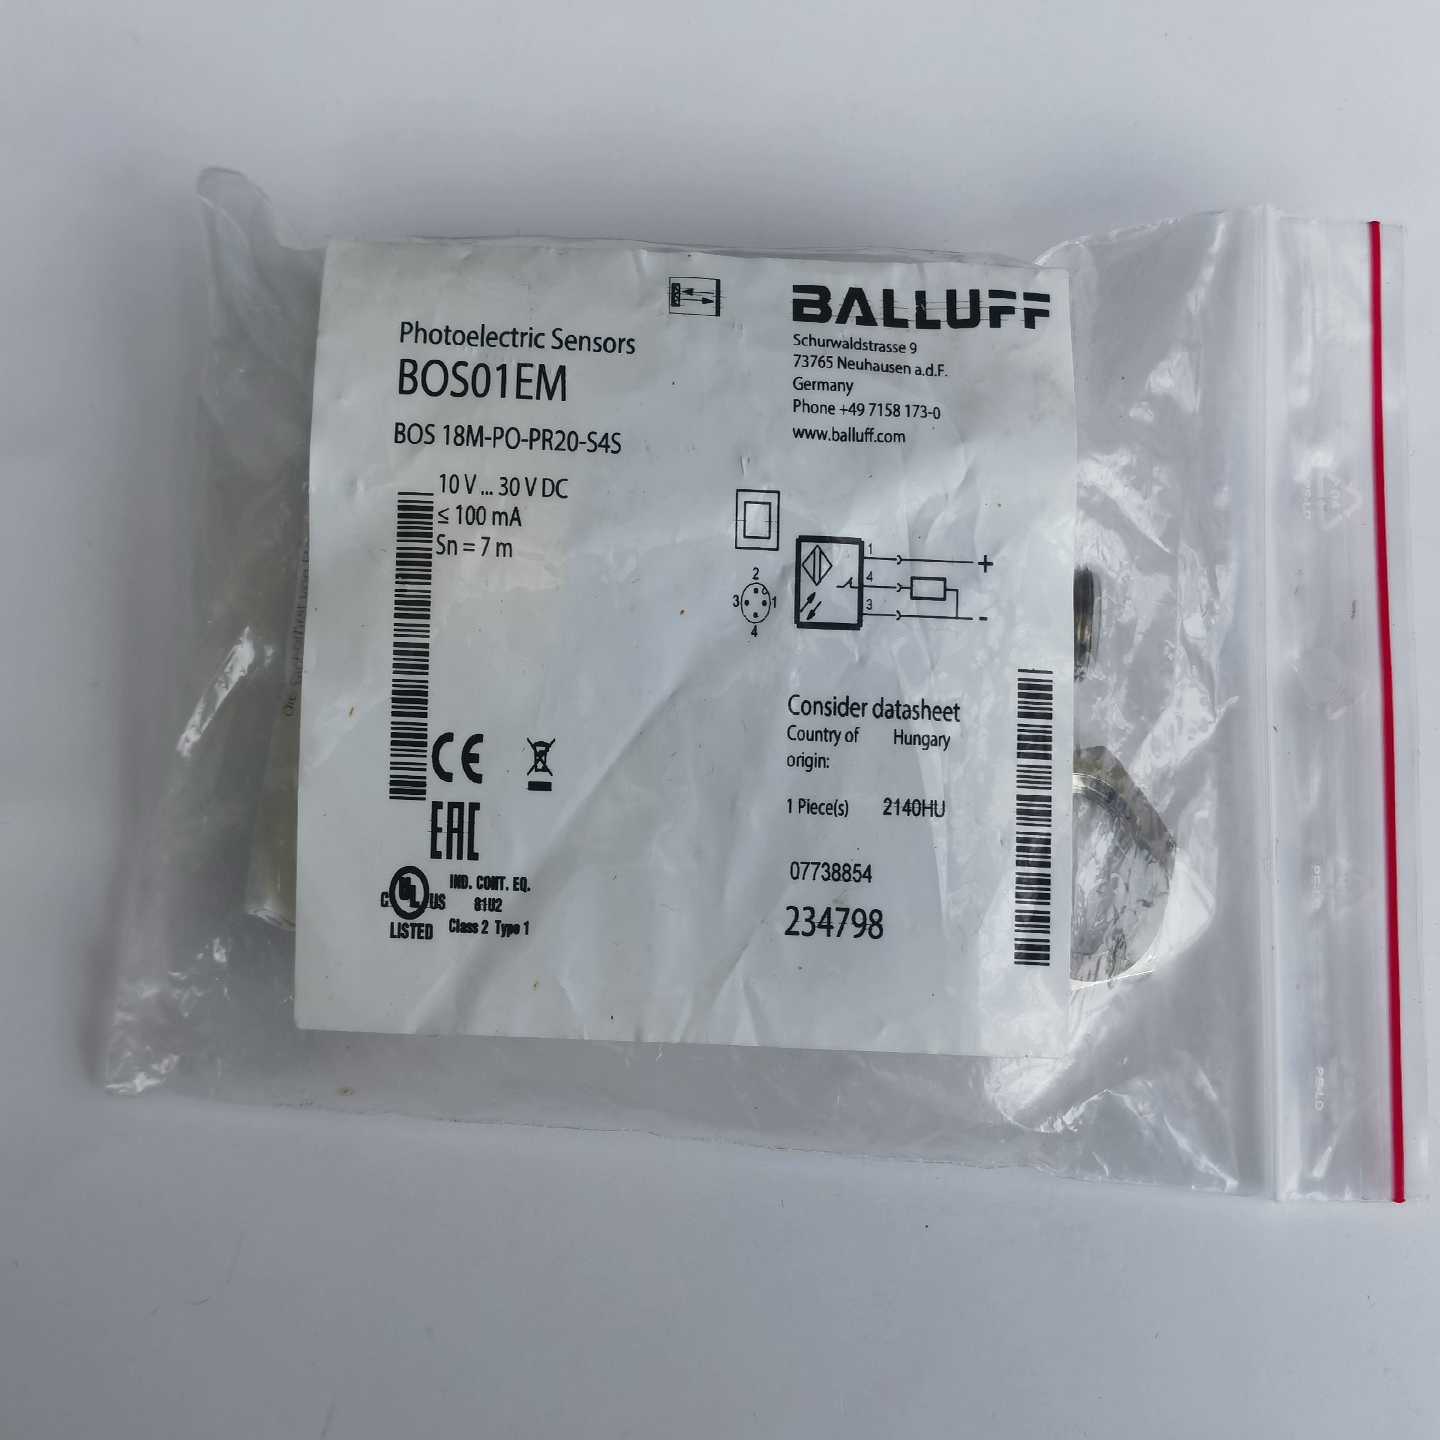 Photoelectric Sensors
BOS01EM
BOS 18M-PO-PR20-S4S
10 V ... 30 V DC
≤ 100 mA
Sn = 7 m
BALLUFF
Schurwaldstrasse 9
73765 Neuhausen a.d.F.
Germany
Phone +49 7158 173-0
www.balluff.com
2
3 1
4
1 +
4
3 -
CE
EAC
C UL US
LISTED
IND. CONT. EQ.
81U2
Class 2 Type 1
Consider datasheet
Country of Hungary
origin:
1 Piece(s) 2140HU
07738854
234798